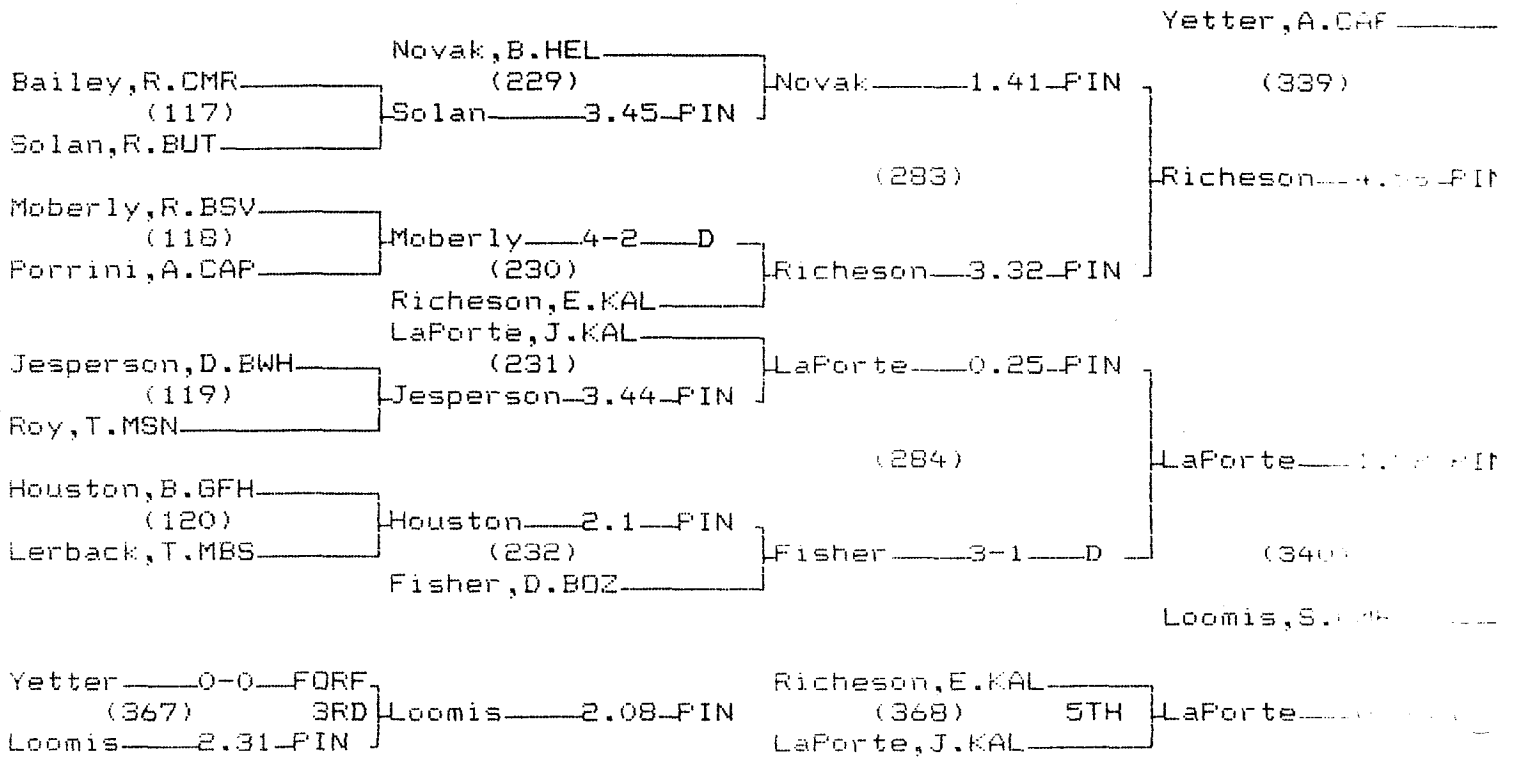 Yetter,A.CAP
Novak,B.HEL
Bailey,R.CMR (229) Novak 1.41 PIN (339)
(117) Solan 3.45 PIN
Solan,R.BUT
(283) Richeson PIN
Moberly,R.BSV
(118) Moberly 4-2 D
Porrini,A.CAP (230) Richeson 3.32 PIN
Richeson,E.KAL
LaPorte,J.KAL
Jesperson,D.BWH (231) LaPorte 0.25 PIN
(119) Jesperson 3.44 PIN
Roy,T.MSN
(284) LaPorte PIN
Houston,B.GFH
(120) Houston 2.1 PIN
Lerback,T.MBS (232) Fisher 3-1 D (340)
Fisher,D.BOZ
Loomis,S.
Yetter 0-0 FORF Richeson,E.KAL
(367) 3RD Loomis 2.08 PIN (368) 5TH LaPorte
Loomis 2.31 PIN LaPorte,J.KAL